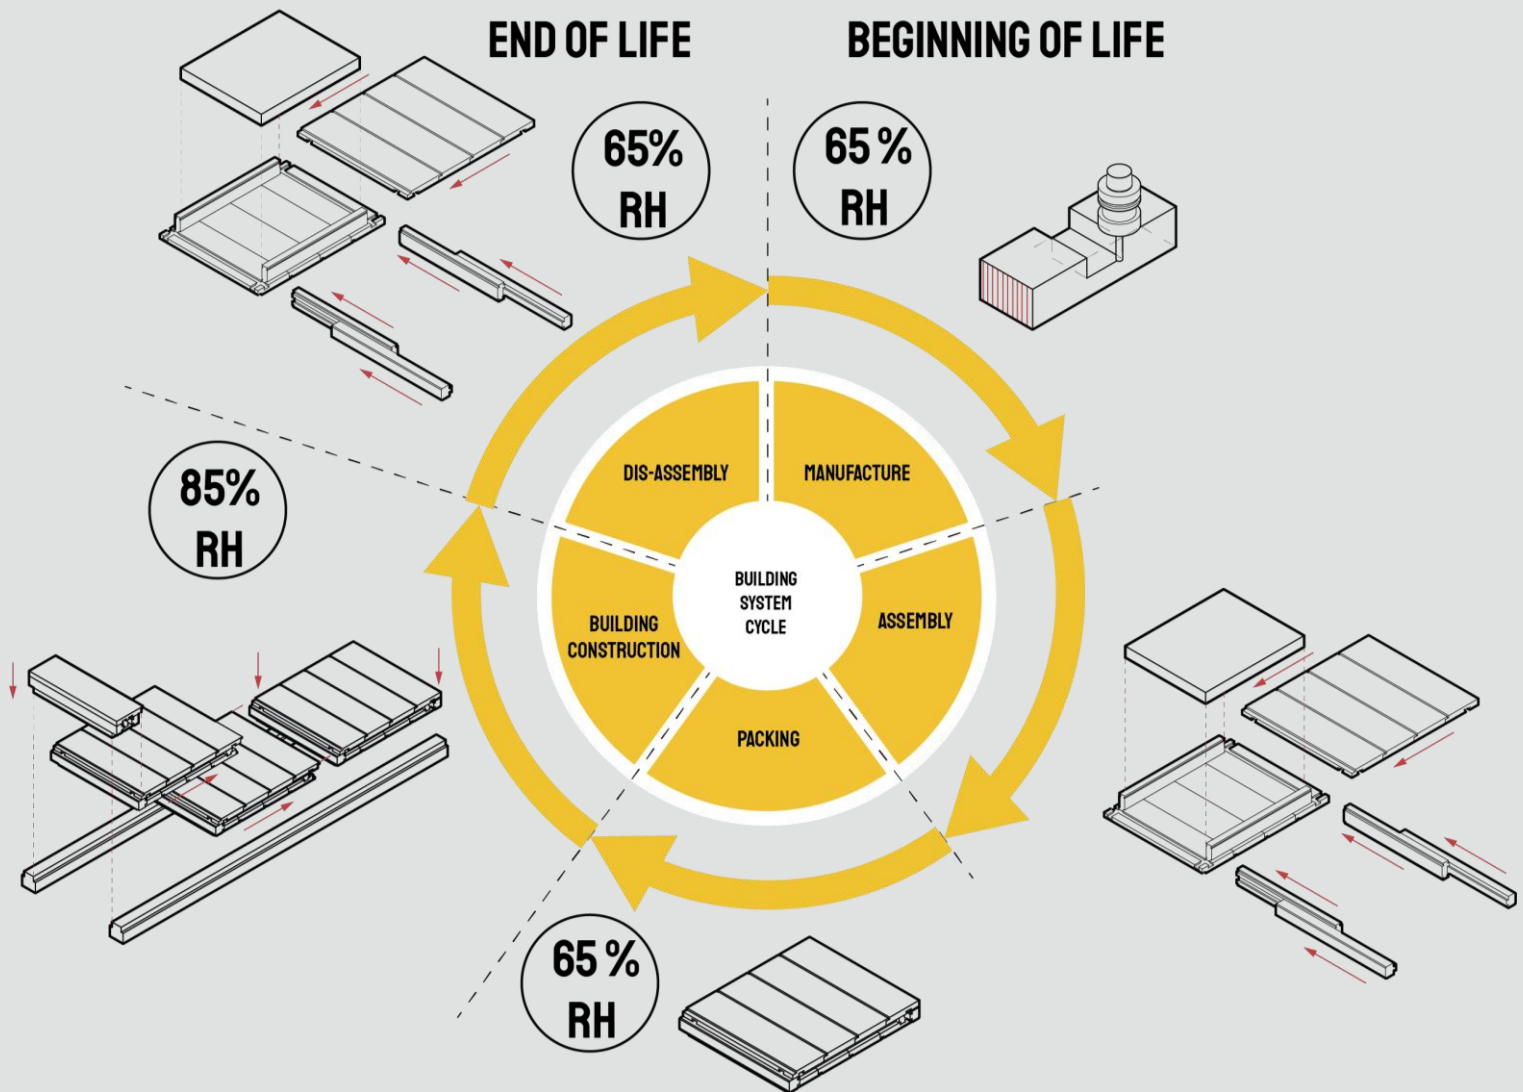 END OF LIFE
BEGINNING OF LIFE
65%
RH
65 %
RH
DIS-ASSEMBLY
MANUFACTURE
85%
RH
BUILDING
SYSTEM
CYCLE
BUILDING
CONSTRUCTION
ASSEMBLY
PACKING
65 %
RH